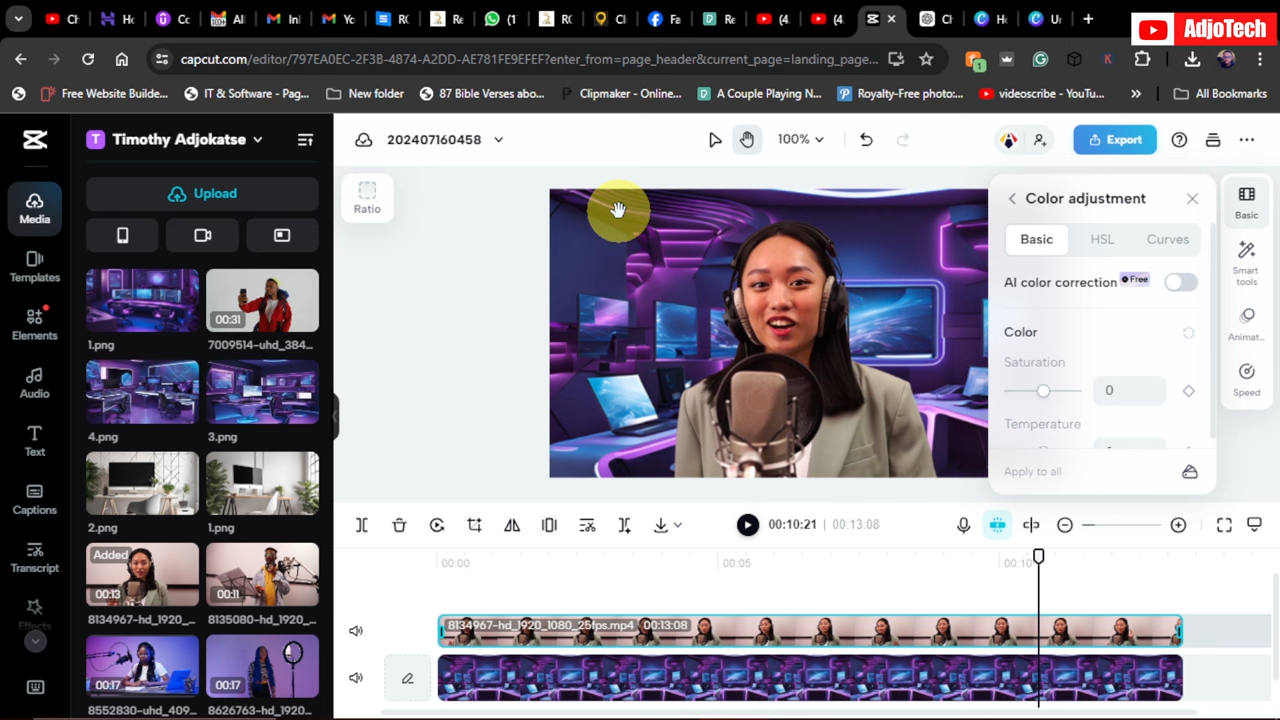 AdjoTech
capcut.com/editor/797EA0EC-2F3B-4874-A2DD-AE781FE9EFEF?enter_from=page_header&current_page=landing_page...
Free Website Builde...
IT & Software - Pag...
New folder
87 Bible Verses abo...
Clipmaker - Online...
A Couple Playing N...
Royalty-Free photo:...
videoscribe - YouTu...
All Bookmarks
Timothy Adjokatse
202407160458
100%
Export
Upload
Media
Templates
Elements
Audio
Text
Captions
Transcript
Effects
1.png
00:31
7009514-uhd_384...
4.png
3.png
2.png
1.png
Added
00:13
8134967-hd_1920...
00:11
8135080-hd_1920...
00:17
8552830-uhd_409...
00:17
8626763-hd_1920...
Ratio
Color adjustment
Basic
HSL
Curves
AI color correction
Free
Color
Saturation
0
Temperature
Apply to all
Basic
Smart
tools
Animat...
Speed
00:10:21 | 00:13:08
00:00
00:05
00:10
8134967-hd_1920_1080_25fps.mp4 00:13:08